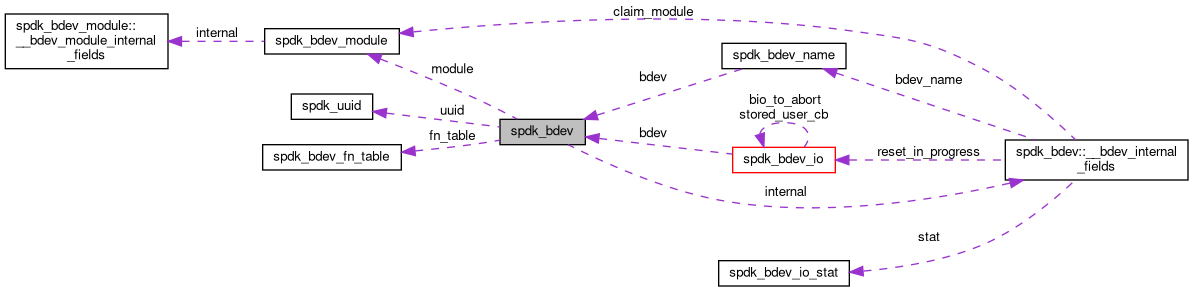 spdk_bdev_module::
__bdev_module_internal
_fields
internal
spdk_bdev_module
claim_module
module
spdk_uuid
uuid
fn_table
spdk_bdev_fn_table
spdk_bdev
bdev
spdk_bdev_name
bdev_name
bio_to_abort
stored_user_cb
bdev
spdk_bdev_io
reset_in_progress
spdk_bdev::__bdev_internal
_fields
internal
stat
spdk_bdev_io_stat